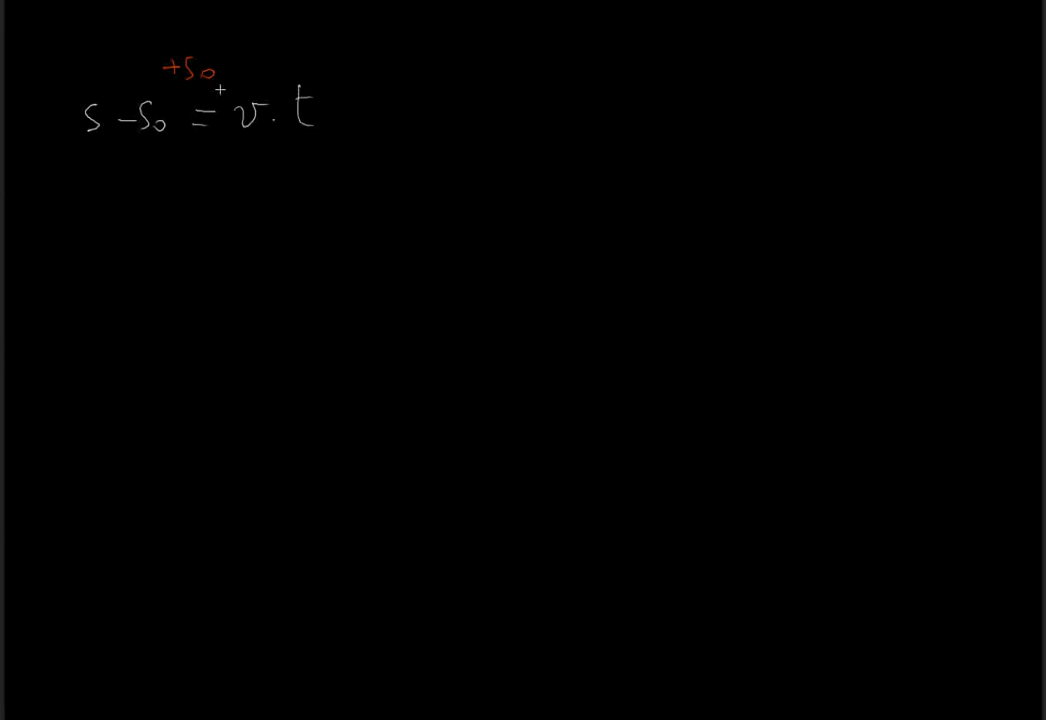 +s₀
s -s₀ = v. t